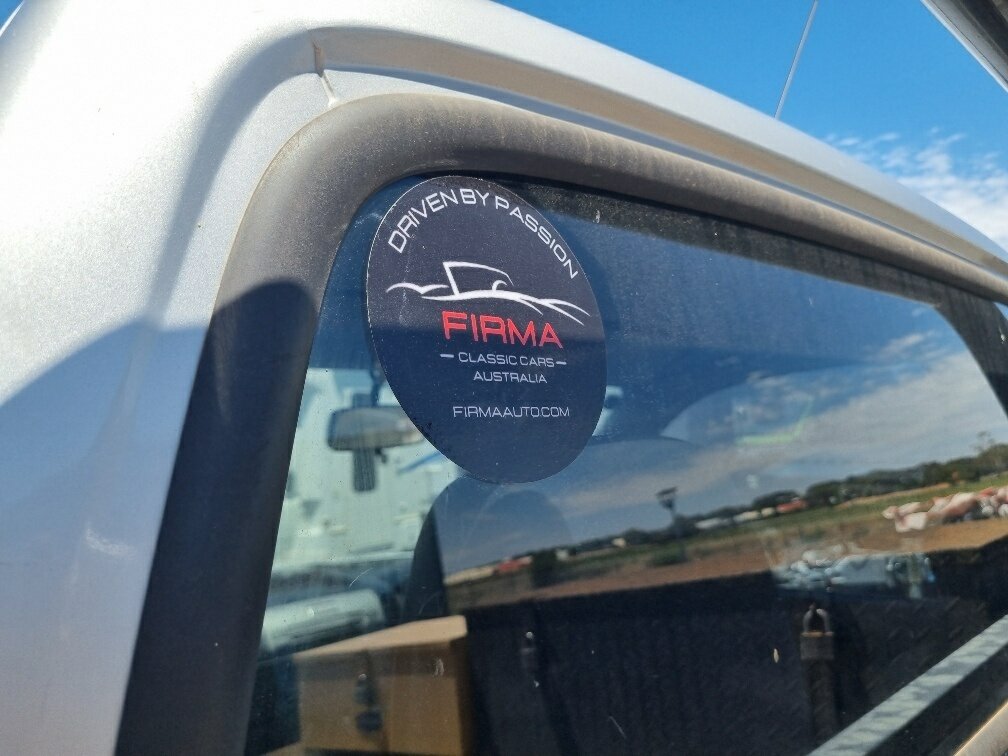 DRIVEN BY PASSION
FIRMA
CLASSIC CARS
AUSTRALIA
FIRMAAUTO.COM